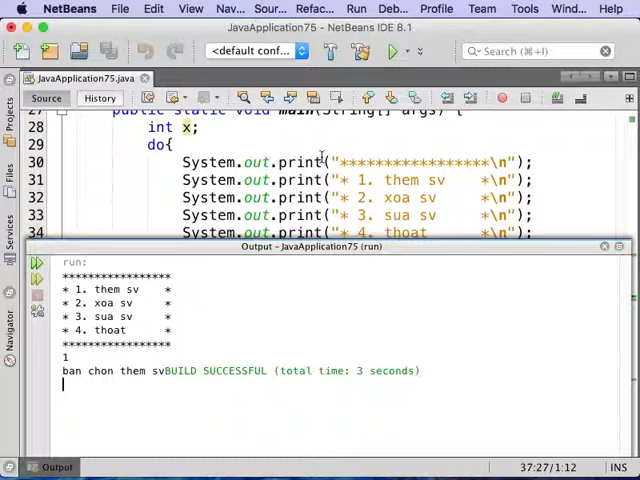 NetBeans File Edit View Nav... Sour... Refac... Run Debug Profile Team Tools Window
JavaApplication75 - NetBeans IDE 8.1
<default conf...
Search (⌘+I)
JavaApplication75.java
Source History
public static void main(String[] args) {
28 int x;
29 do{
30 System.out.print("*****************\n");
31 System.out.print("* 1. them sv    *\n");
32 System.out.print("* 2. xoa sv     *\n");
33 System.out.print("* 3. sua sv     *\n");
34 System.out.print("* 4. thoat      *\n");
Projects
Services
Navigator
Output - JavaApplication75 (run)
run:
*****************
* 1. them sv    *
* 2. xoa sv     *
* 3. sua sv     *
* 4. thoat      *
*****************
1
ban chon them svBUILD SUCCESSFUL (total time: 3 seconds)
Output
37:27/1:12
INS